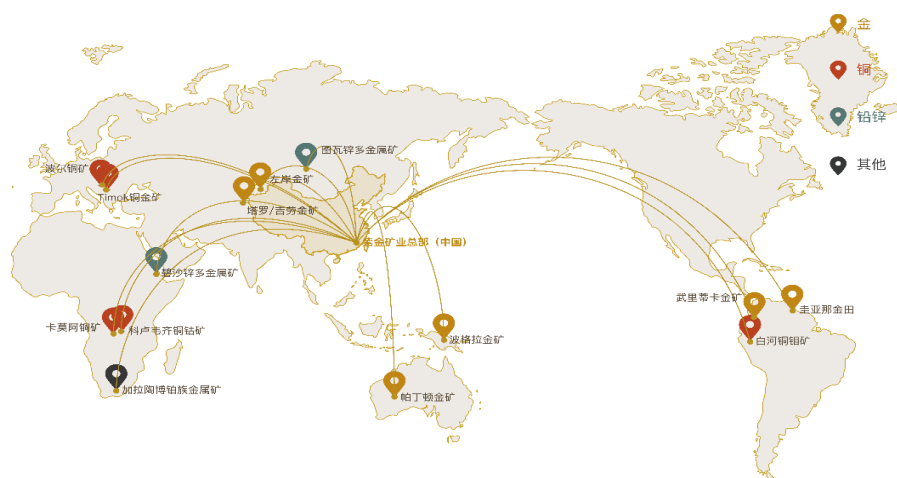 金
铜
铅锌
其他
图瓦锌多金属矿
波尔铜矿
左岸金矿
Timok铜金矿
塔罗/吉劳金矿
紫金矿业总部（中国）
碧沙锌多金属矿
武里蒂卡金矿
圭亚那金田
卡莫阿铜矿
科卢韦齐铜钴矿
波格拉金矿
白河铜钼矿
加拉陶博铂族金属矿
帕丁顿金矿